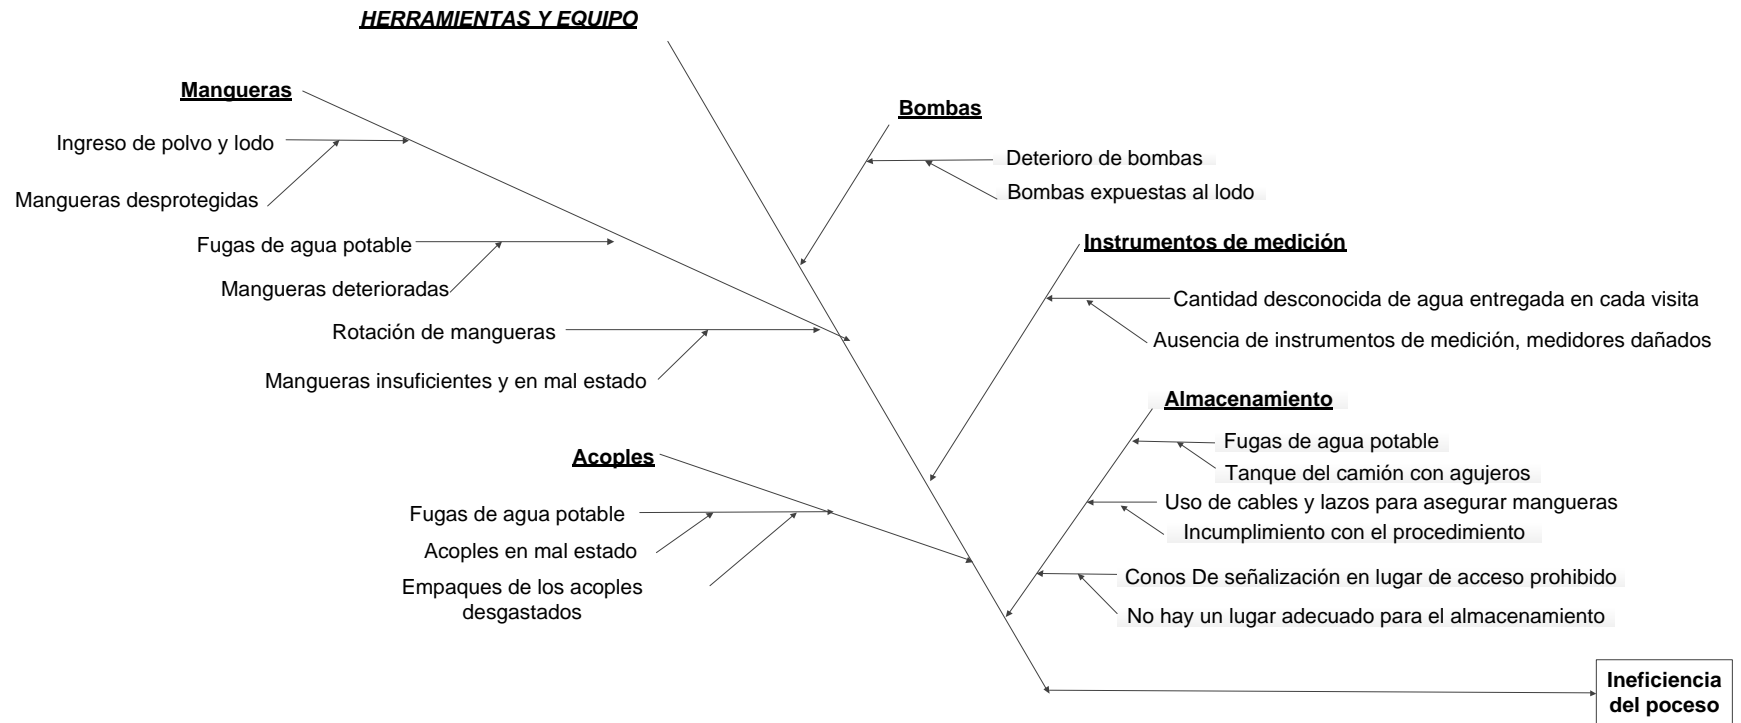 HERRAMIENTAS Y EQUIPO
Mangueras
Ingreso de polvo y lodo
Mangueras desprotegidas
Fugas de agua potable
Mangueras deterioradas
Rotación de mangueras
Mangueras insuficientes y en mal estado
Acoples
Fugas de agua potable
Acoples en mal estado
Empaques de los acoples
desgastados
Bombas
Deterioro de bombas
Bombas expuestas al lodo
Instrumentos de medición
Cantidad desconocida de agua entregada en cada visita
Ausencia de instrumentos de medición, medidores dañados
Almacenamiento
Fugas de agua potable
Tanque del camión con agujeros
Uso de cables y lazos para asegurar mangueras
Incumplimiento con el procedimiento
Conos De señalización en lugar de acceso prohibido
No hay un lugar adecuado para el almacenamiento
Ineficiencia
del poceso